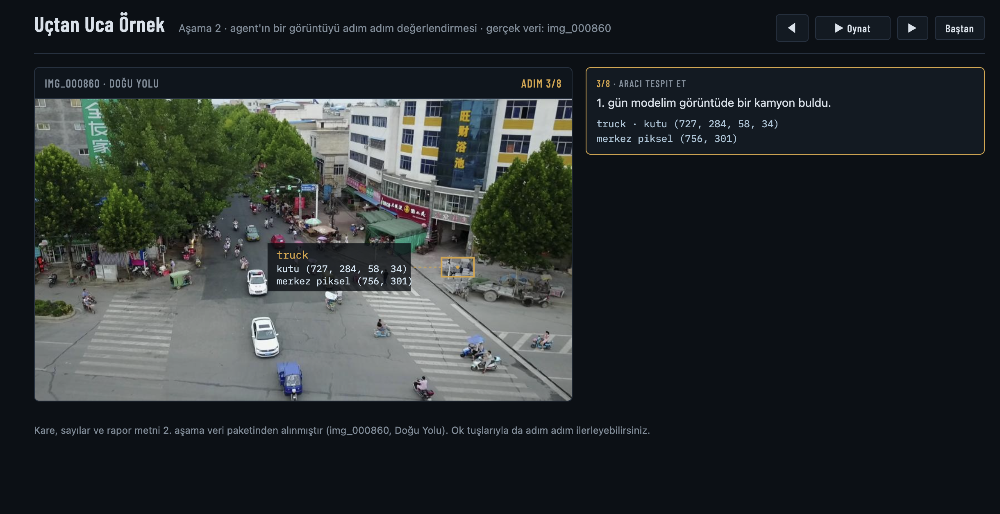 Uçtan Uca Örnek
Aşama 2 · agent'ın bir görüntüyü adım adım değerlendirmesi · gerçek veri: img_000860
◀
▶ Oynat
▶
Baştan
IMG_000860 · DOĞU YOLU
ADIM 3/8
旺财浴池
truck
kutu (727, 284, 58, 34)
merkez piksel (756, 301)
3/8 · ARACI TESPIT ET
1. gün modelim görüntüde bir kamyon buldu.
truck · kutu (727, 284, 58, 34)
merkez piksel (756, 301)
Kare, sayılar ve rapor metni 2. aşama veri paketinden alınmıştır (img_000860, Doğu Yolu). Ok tuşlarıyla da adım adım ilerleyebilirsiniz.